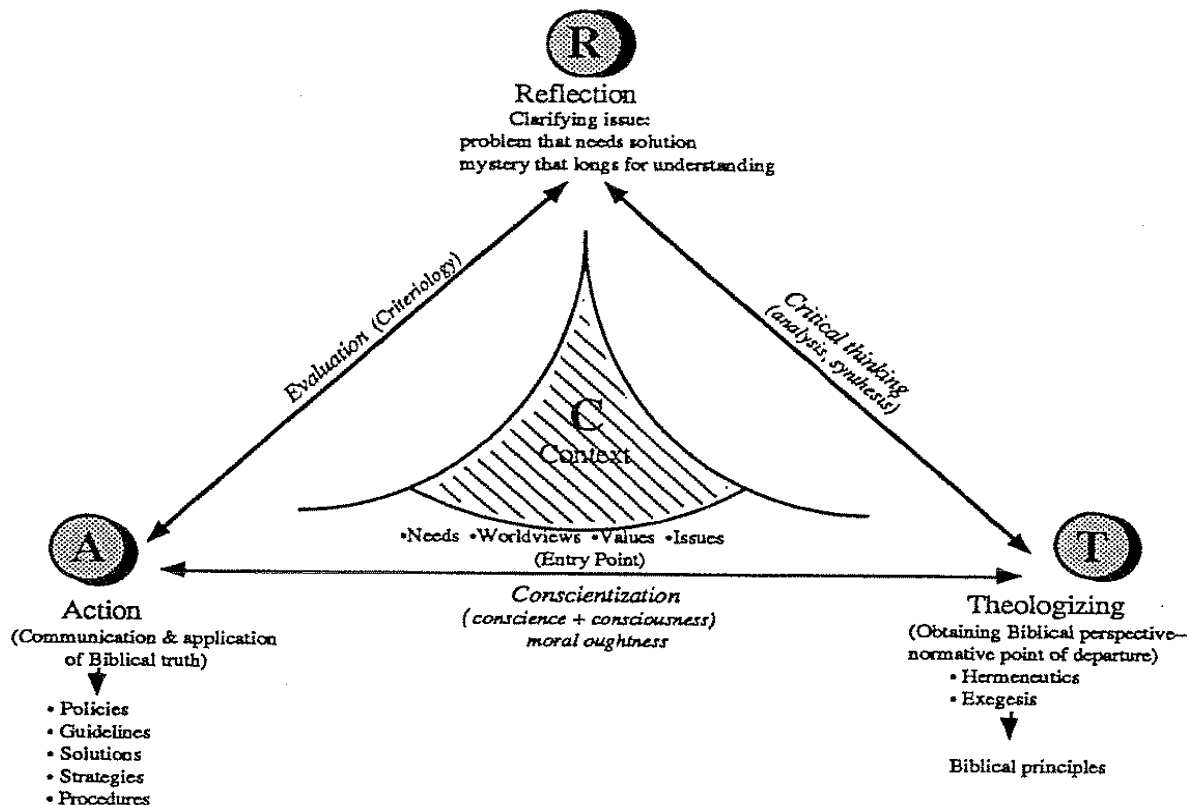 R
Reflection
Clarifying issue:
problem that needs solution
mystery that longs for understanding
Evaluation (Criteriology)
Critical thinking
(analysis, synthesis)
C
Context
•Needs •Worldviews •Values •Issues
(Entry Point)
Conscientization
(conscience + consciousness)
moral oughtness
A
Action
(Communication & application
of Biblical truth)
• Policies
• Guidelines
• Solutions
• Strategies
• Procedures
T
Theologizing
(Obtaining Biblical perspective–
normative point of departure)
• Hermeneutics
• Exegesis
Biblical principles